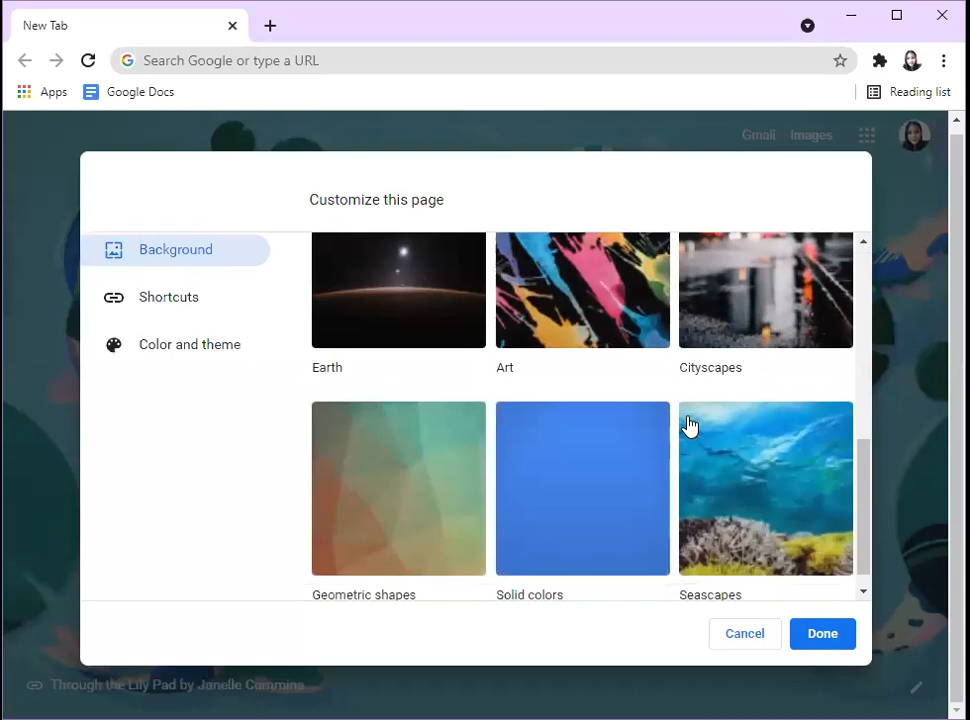 New Tab
Search Google or type a URL
Apps
Google Docs
Reading list
Gmail
Images
Customize this page
Background
Shortcuts
Color and theme
Earth
Art
Cityscapes
Geometric shapes
Solid colors
Seascapes
Cancel
Done
Through the Lily Pad by Janelle Cummins